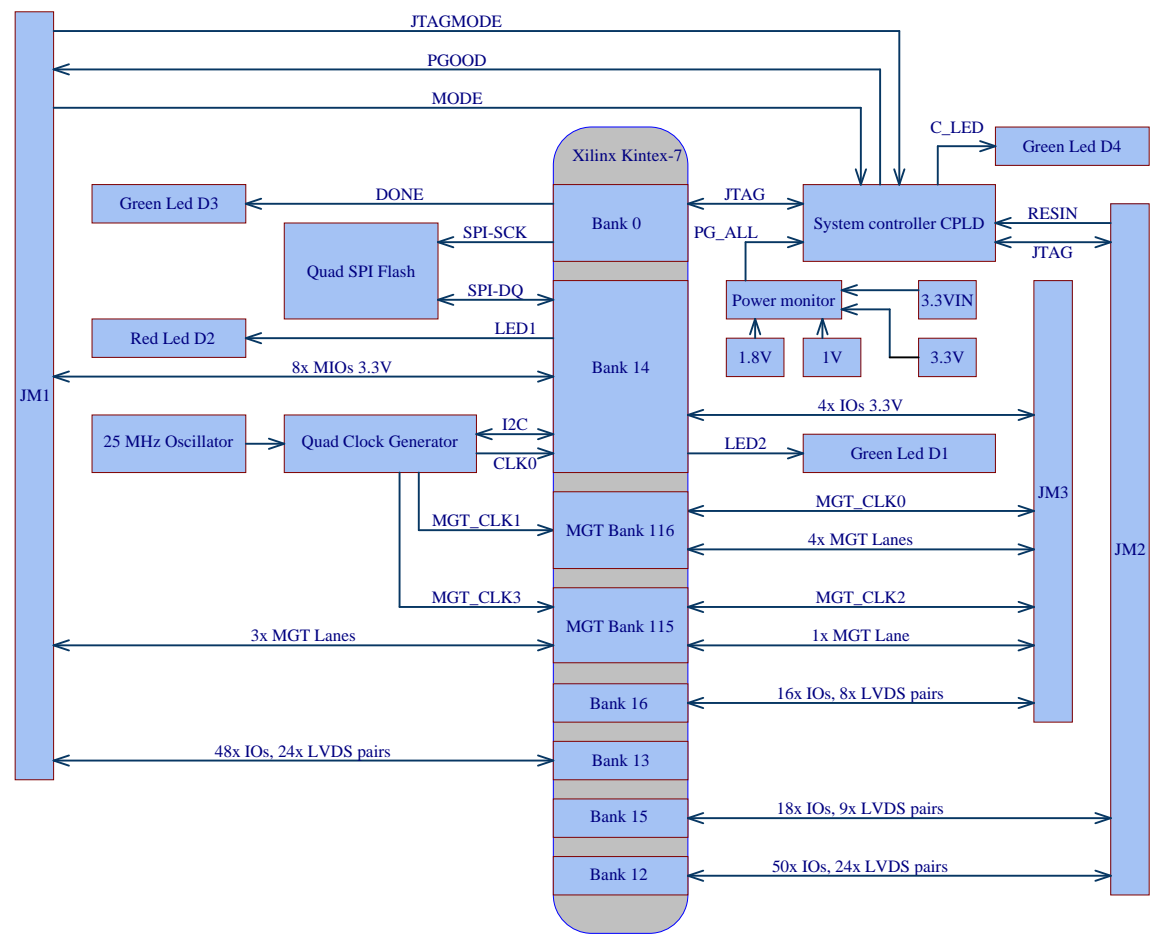 JTAGMODE
PGOOD
MODE
C_LED
Green Led D4
Xilinx Kintex-7
DONE
Green Led D3
Bank 0
JTAG
System controller CPLD
RESIN
JTAG
PG_ALL
SPI-SCK
Quad SPI Flash
SPI-DQ
Power monitor
3.3VIN
1.8V
1V
3.3V
LED1
Red Led D2
Bank 14
8x MIOs 3.3V
JM1
4x IOs 3.3V
25 MHz Oscillator
Quad Clock Generator
I2C
CLK0
LED2
Green Led D1
JM3
MGT_CLK0
MGT_CLK1
MGT Bank 116
4x MGT Lanes
JM2
MGT_CLK3
MGT_CLK2
MGT Bank 115
3x MGT Lanes
1x MGT Lane
Bank 16
16x IOs, 8x LVDS pairs
48x IOs, 24x LVDS pairs
Bank 13
Bank 15
18x IOs, 9x LVDS pairs
Bank 12
50x IOs, 24x LVDS pairs